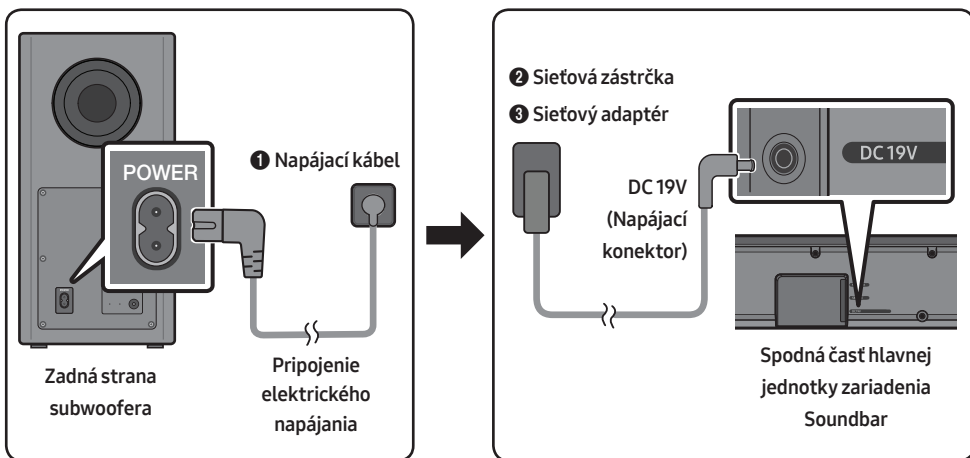 POWER
❶ Napájací kábel
Zadná strana
subwoofera
Pripojenie
elektrického
napájania
❷ Sieťová zástrčka
❸ Sieťový adaptér
DC 19V
(Napájací
konektor)
DC 19V
Spodná časť hlavnej
jednotky zariadenia
Soundbar